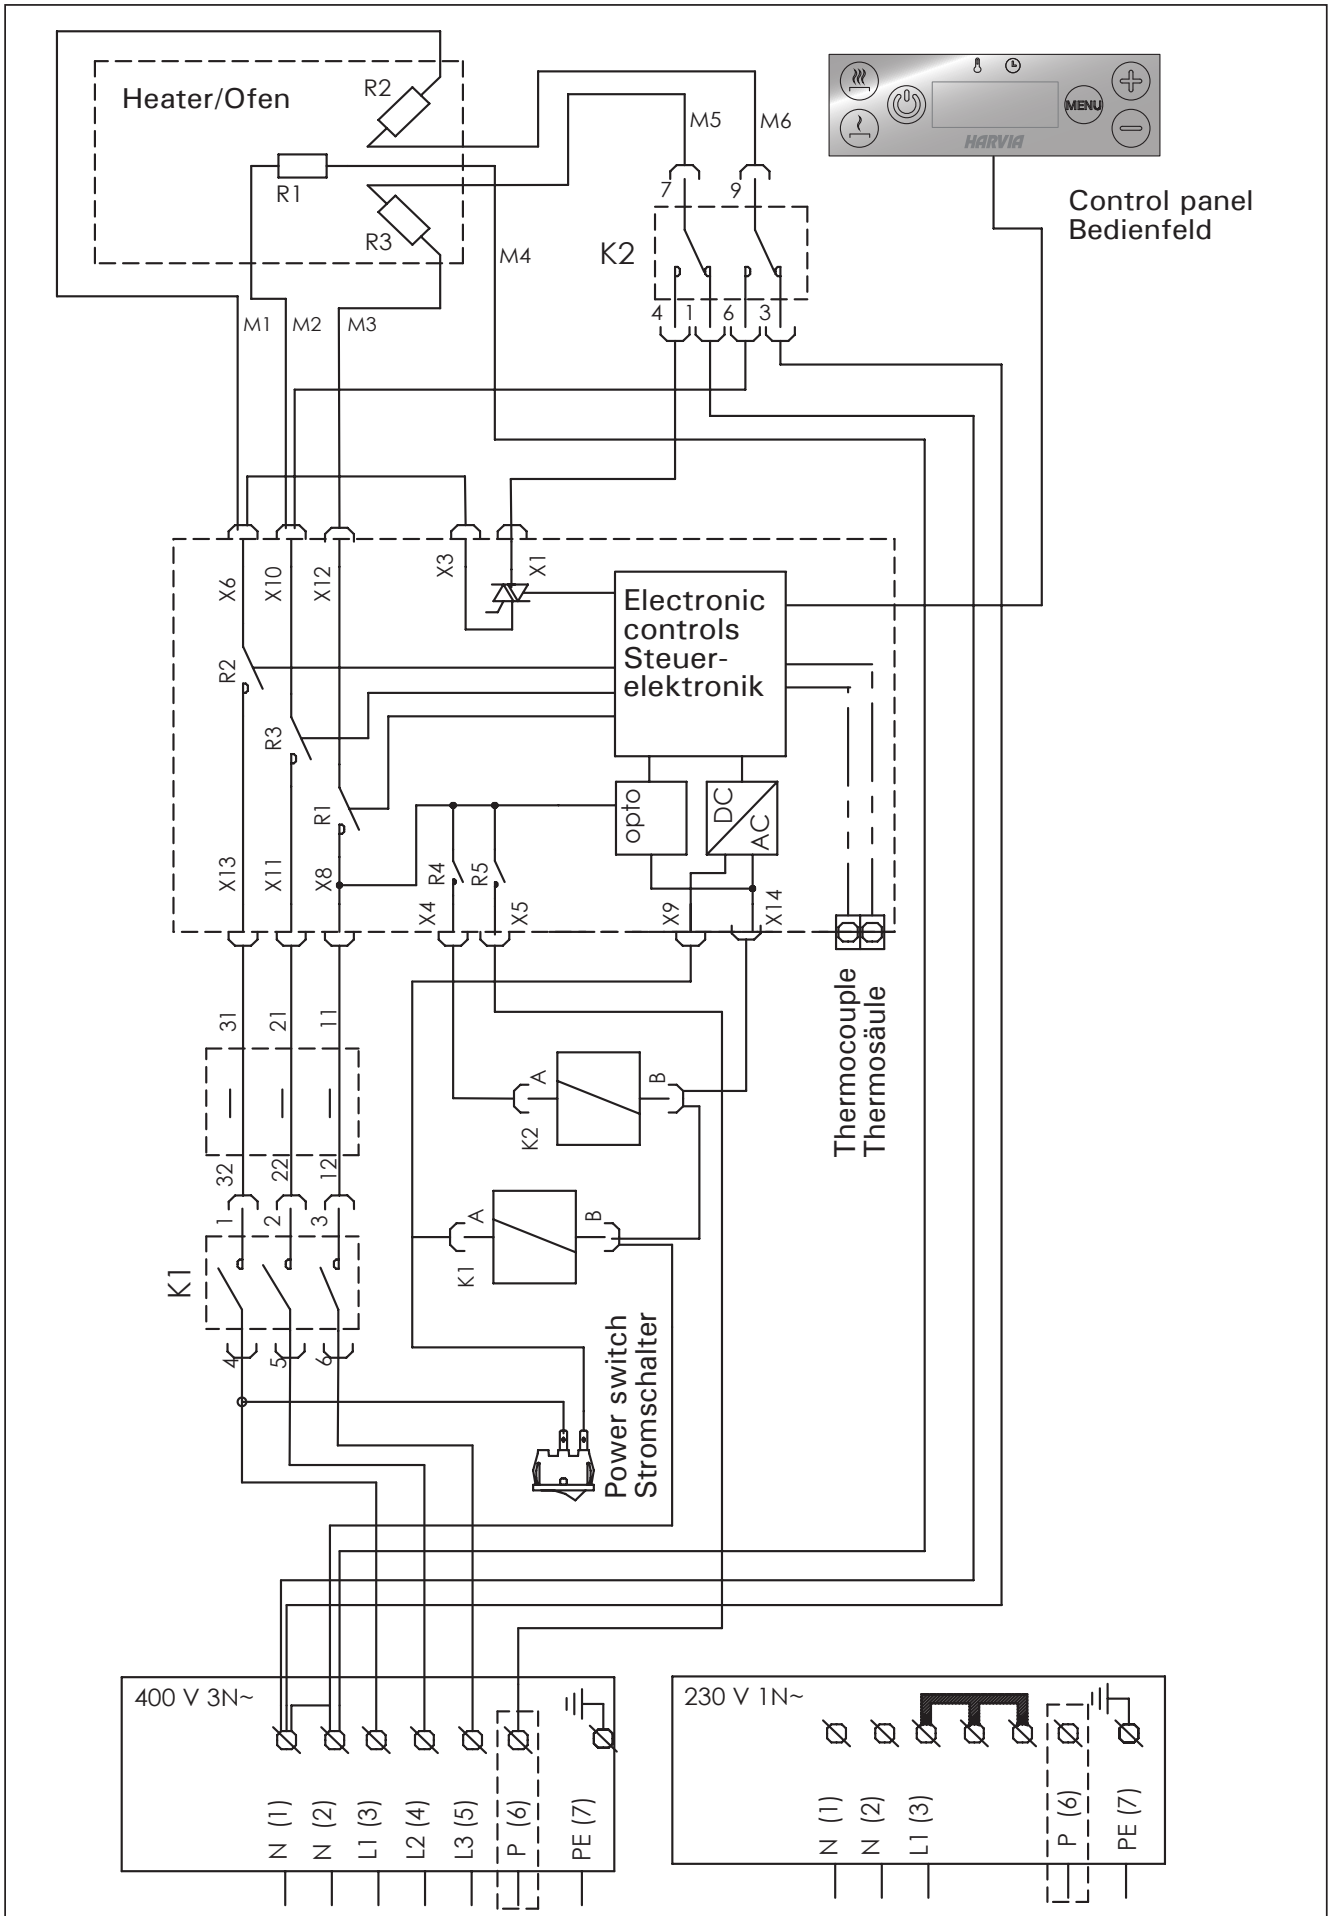 Heater/Ofen
R2
R1
R3
M5
M6
M4
MENU
HARVIA
Control panel
Bedienfeld
7
9
K2
4
1
6
3
M1
M2
M3
X6
X10
X12
X3
X1
Electronic
controls
Steuer-
elektronik
R2
R3
R1
opto
DC
AC
X13
X11
X8
R4
R5
X4
X5
X9
X14
Thermocouple
Thermosäule
31
21
11
A
B
K2
32
22
12
1
2
3
A
B
K1
K1
4
5
6
Power switch
Stromschalter
400 V 3N~
N (1)
N (2)
L1 (3)
L2 (4)
L3 (5)
P (6)
PE (7)
230 V 1N~
N (1)
N (2)
L1 (3)
P (6)
PE (7)